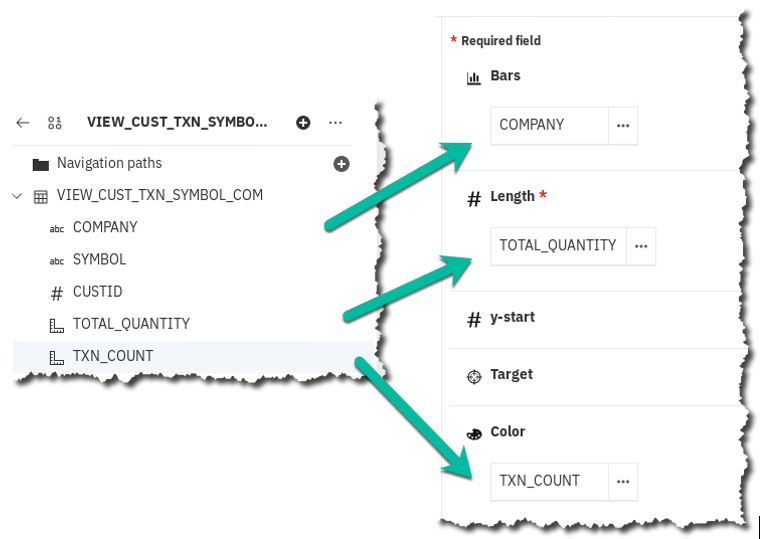 VIEW_CUST_TXN_SYMBO...
Navigation paths
VIEW_CUST_TXN_SYMBOL_COM
abc COMPANY
abc SYMBOL
# CUSTID
TOTAL_QUANTITY
TXN_COUNT
* Required field
Bars
COMPANY
# Length *
TOTAL_QUANTITY
# y-start
Target
Color
TXN_COUNT